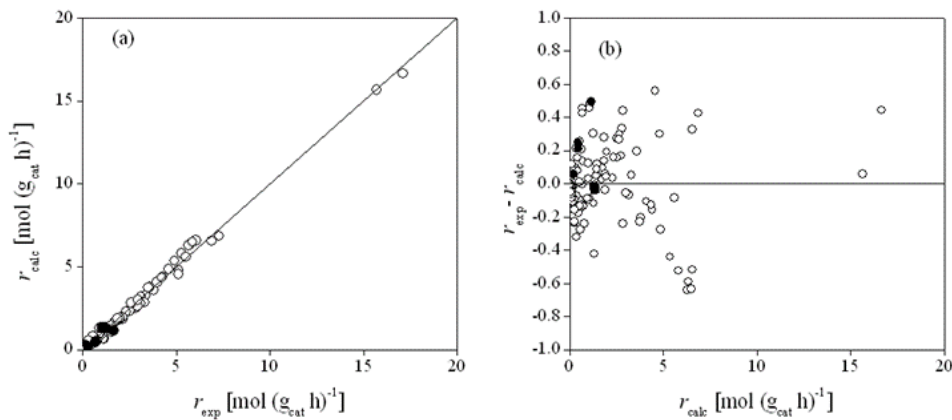 (a)
20
15
10
5
0
r_calc [mol (g_cat h)^-1]
0 5 10 15 20
r_exp [mol (g_cat h)^-1]
(b)
1.0
0.8
0.6
0.4
0.2
0.0
-0.2
-0.4
-0.6
-0.8
-1.0
r_exp - r_calc
0 5 10 15 20
r_calc [mol (g_cat h)^-1]